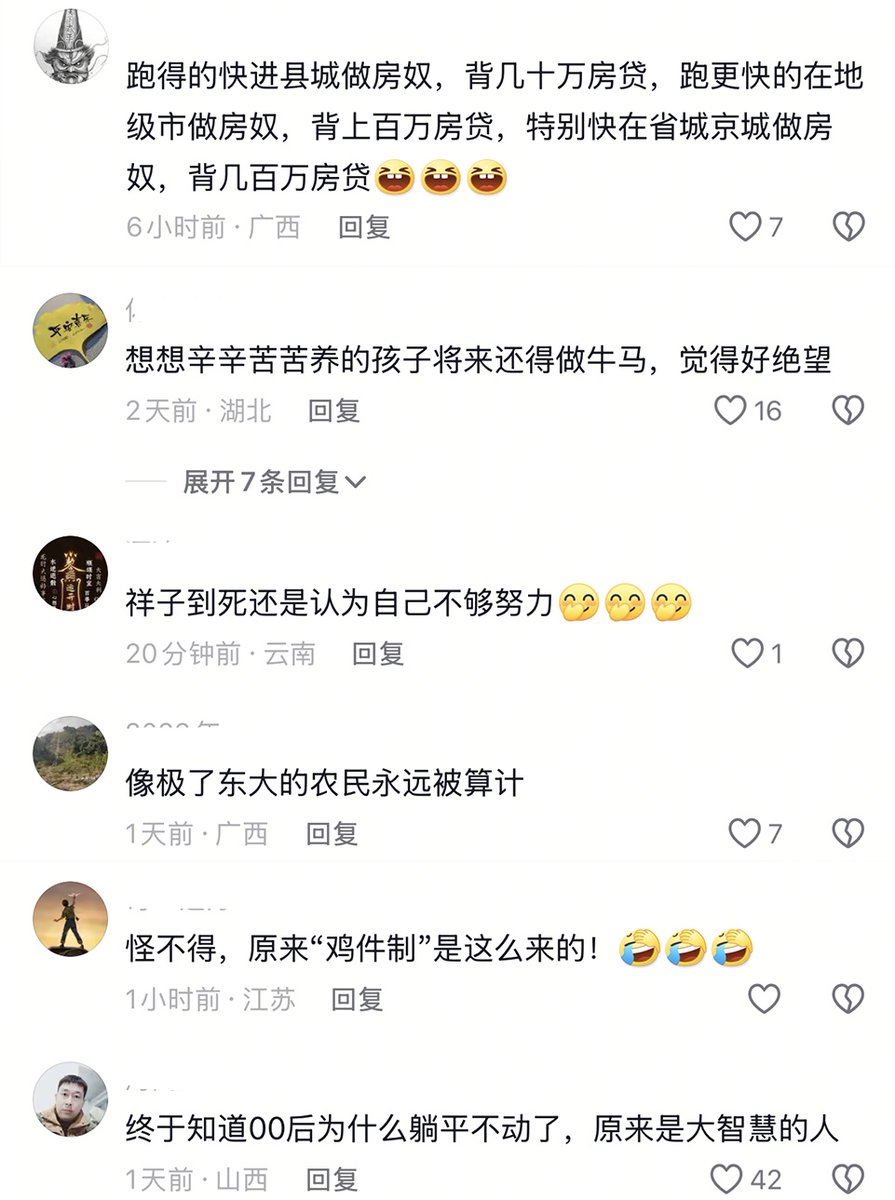 跑得的快进县城做房奴，背几十万房贷，跑更快的在地
级市做房奴，背上百万房贷，特别快在省城京城做房
奴，背几百万房贷😆😆😆
6小时前·广西 回复 7
想想辛辛苦苦养的孩子将来还得做牛马，觉得好绝望
2天前·湖北 回复 16
展开7条回复
祥子到死还是认为自己不够努力🤭🤭🤭
20分钟前·云南 回复 1
像极了东大的农民永远被算计
1天前·广西 回复 7
怪不得，原来“鸡件制”是这么来的！🤣🤣🤣
1小时前·江苏 回复
终于知道00后为什么躺平不动了，原来是大智慧的人
1天前·山西 回复 42